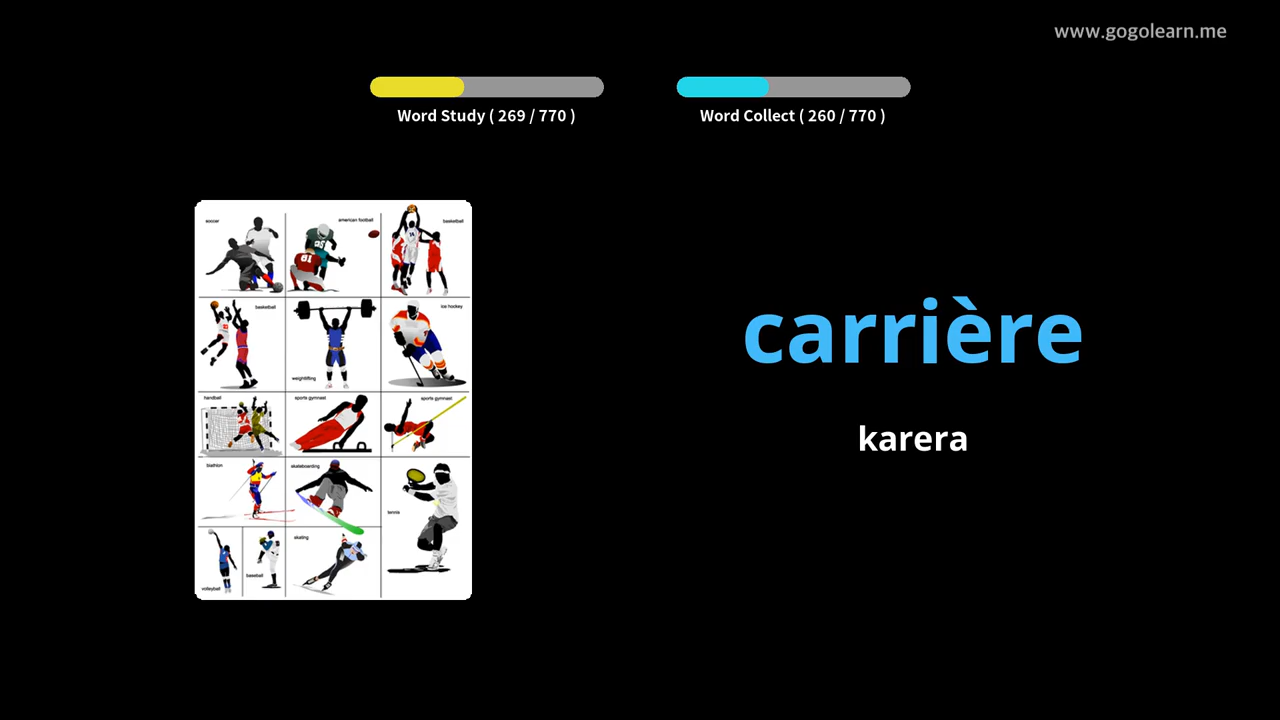 www.gogolearn.me
Word Study ( 269 / 770 )
Word Collect ( 260 / 770 )
soccer
american football
basketball
basketball
weightlifting
ice hockey
handball
sports gymnast
sports gymnast
biathlon
skateboarding
tennis
volleyball
baseball
skating
carrière
karera